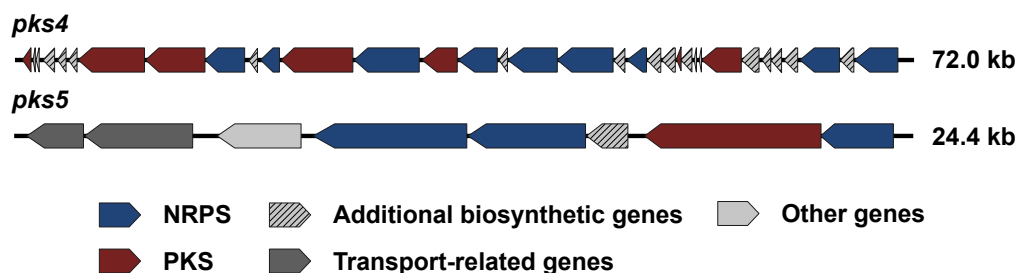 pks4
72.0 kb
pks5
24.4 kb
NRPS
Additional biosynthetic genes
Other genes
PKS
Transport-related genes